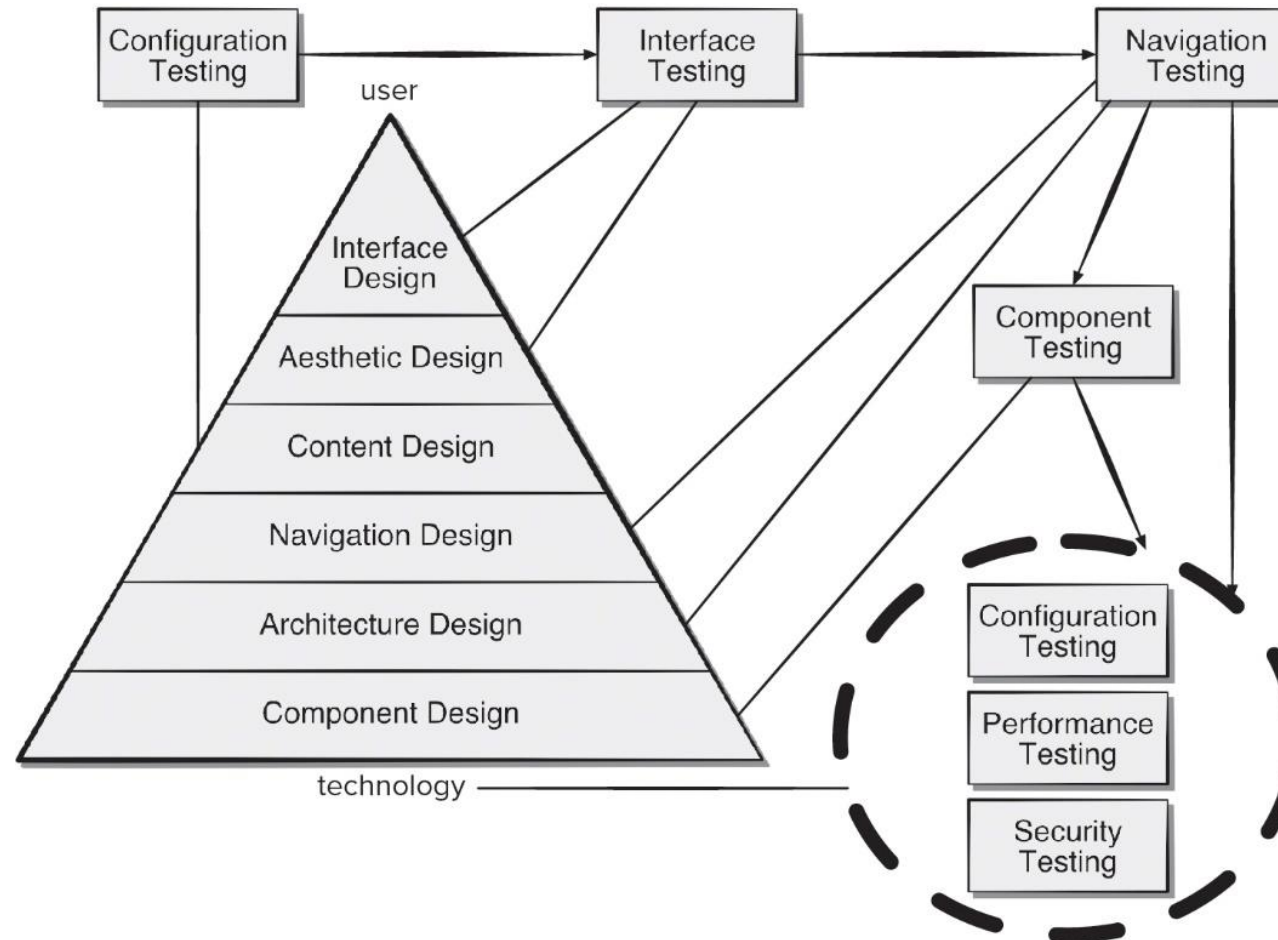 Configuration
Testing
Interface
Testing
Navigation
Testing
user
Interface
Design
Aesthetic Design
Content Design
Navigation Design
Architecture Design
Component Design
technology
Component
Testing
Configuration
Testing
Performance
Testing
Security
Testing